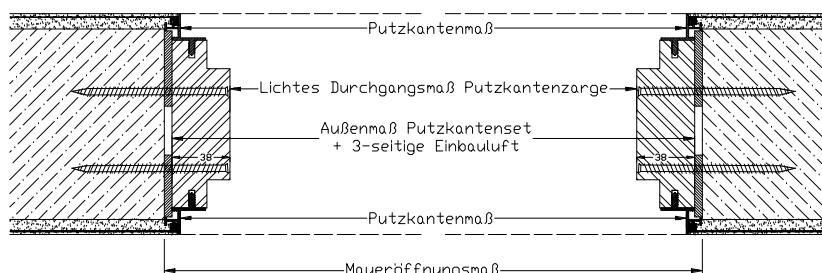 Putzkantenmaß
Lichtes Durchgangsmaß Putzkantenzarge
Außenmaß Putzkantenset
+ 3-seitige Einbauluft
38
38
Putzkantenmaß
Maueröffnungsmaß